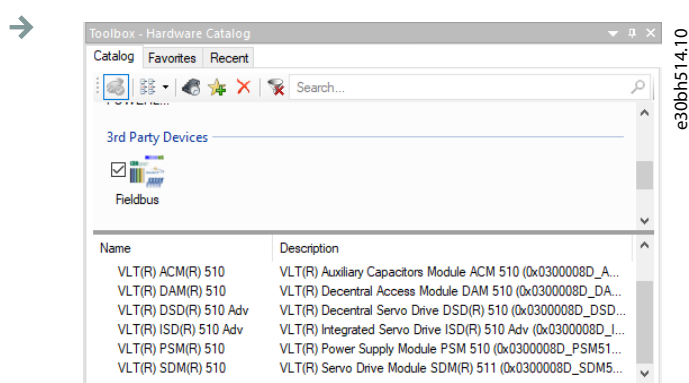 Toolbox - Hardware Catalog
Catalog Favorites Recent
Search...
3rd Party Devices
Fieldbus
Name Description
VLT(R) ACM(R) 510 VLT(R) Auxiliary Capacitors Module ACM 510 (0x0300008D_A...
VLT(R) DAM(R) 510 VLT(R) Decentral Access Module DAM 510 (0x0300008D_DA...
VLT(R) DSD(R) 510 Adv VLT(R) Decentral Servo Drive DSD(R) 510 (0x0300008D_DSD...
VLT(R) ISD(R) 510 Adv VLT(R) Integrated Servo Drive ISD(R) 510 Adv (0x0300008D_I...
VLT(R) PSM(R) 510 VLT(R) Power Supply Module PSM 510 (0x0300008D_PSM51...
VLT(R) SDM(R) 510 VLT(R) Servo Drive Module SDM(R) 511 (0x0300008D_SDM5...
e30bh514.10